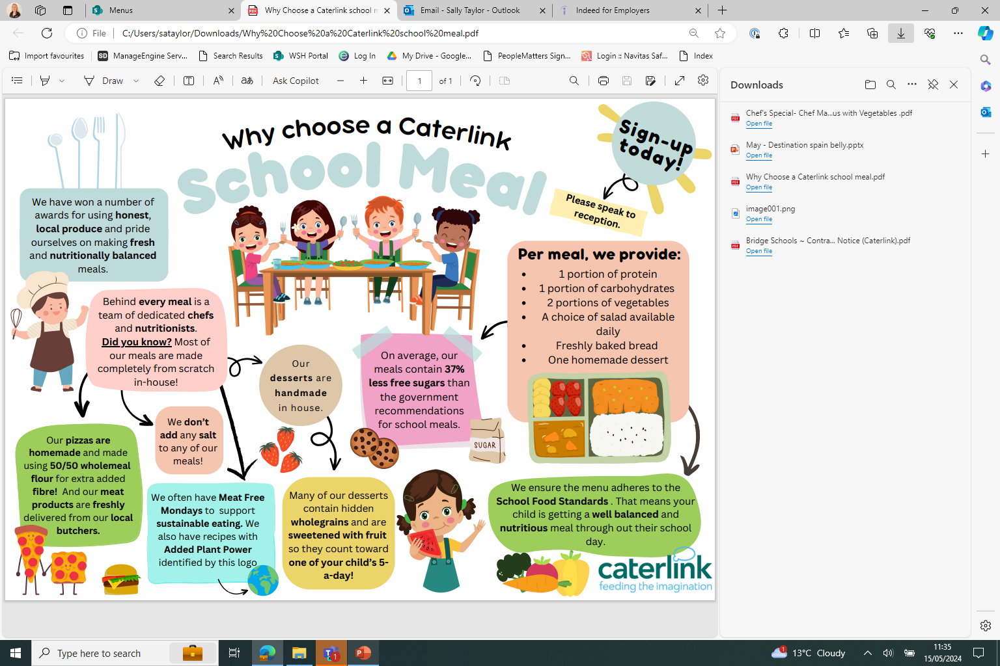 Menus
Why Choose a Caterlink school m
Email - Sally Taylor - Outlook
Indeed for Employers
File
C:/Users/sataylor/Downloads/Why%20Choose%20a%20Caterlink%20school%20meal.pdf
Import favourites
SD ManageEngine Serv...
Search Results
WSH Portal
Log In
My Drive - Google...
PeopleMatters Sign...
Login :: Navitas Saf...
Index
Draw
Ask Copilot
1
of 1
Downloads
Chef's Special- Chef Ma...us with Vegetables .pdf
Open file
May - Destination spain belly.pptx
Open file
Why Choose a Caterlink school meal.pdf
Open file
image001.png
Open file
Bridge Schools ~ Contra... Notice (Caterlink).pdf
Open file
Why choose a Caterlink
School Meal
Sign-up
today!
Please speak to
reception.
We have won a number of
awards for using honest,
local produce and pride
ourselves on making fresh
and nutritionally balanced
meals.
Behind every meal is a
team of dedicated chefs
and nutritionists.
Did you know? Most of
our meals are made
completely from scratch
in-house!
Our
desserts are
handmade
in house.
On average, our
meals contain 37%
less free sugars than
the government
recommendations
for school meals.
SUGAR
Per meal, we provide:
• 1 portion of protein
• 1 portion of carbohydrates
• 2 portions of vegetables
• A choice of salad available
daily
• Freshly baked bread
• One homemade dessert
We don't
add any salt
to any of our
meals!
Our pizzas are
homemade and made
using 50/50 wholemeal
flour for extra added
fibre! And our meat
products are freshly
delivered from our local
butchers.
We often have Meat Free
Mondays to support
sustainable eating. We
also have recipes with
Added Plant Power
identified by this logo
Many of our desserts
contain hidden
wholegrains and are
sweetened with fruit
so they count toward
one of your child's 5-
a-day!
We ensure the menu adheres to the
School Food Standards . That means your
child is getting a well balanced and
nutritious meal through out their school
day.
caterlink
feeding the imagination
Type here to search
1
1
13°C Cloudy
11:35
15/05/2024